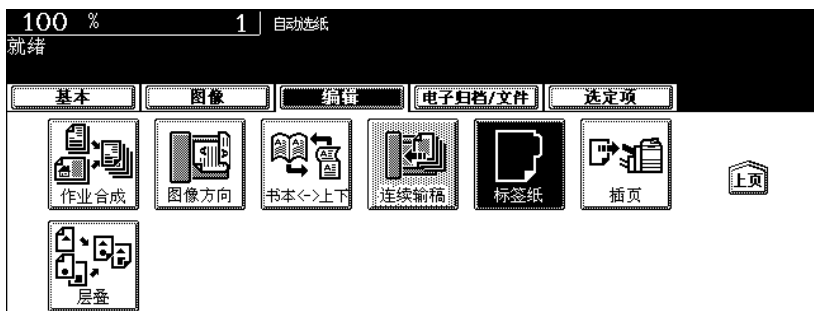 100 % 1 自动选纸
就绪
基本 图像 编辑 电子归档/文件 选定项
作业合成 图像方向 书本<->上下 连续输稿 标签纸 插页 上页
层叠